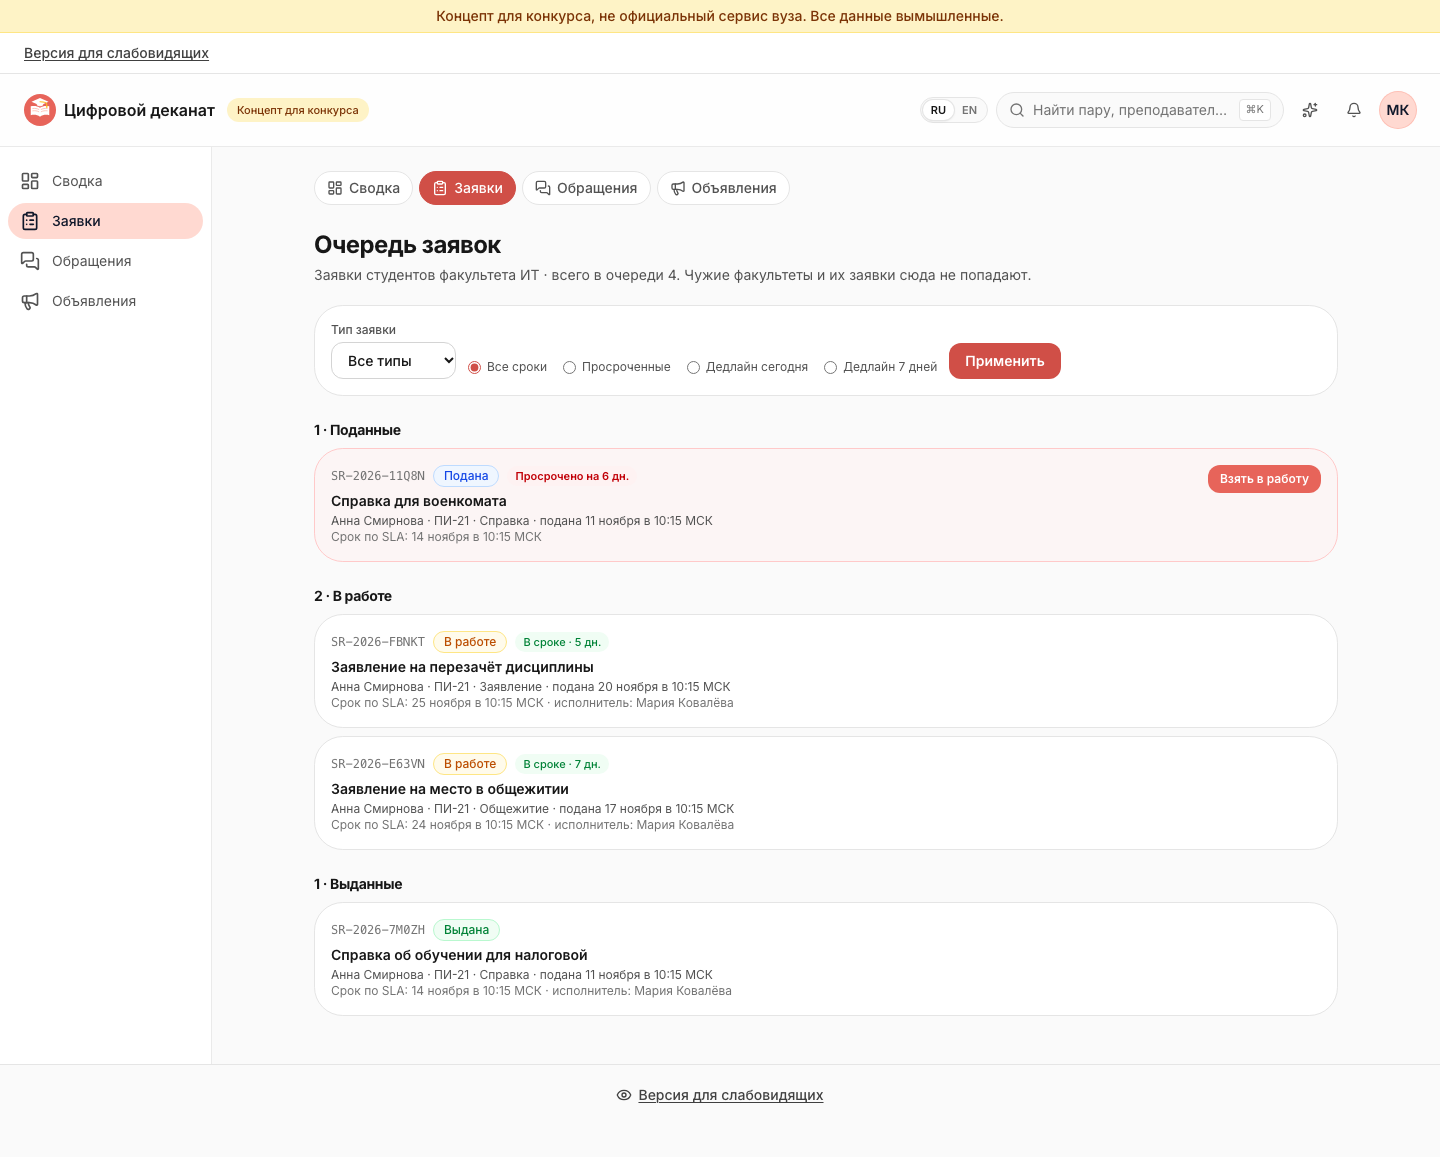 Концепт для конкурса, не официальный сервис вуза. Все данные вымышленные.
Версия для слабовидящих
Цифровой деканат
Концепт для конкурса
RU EN
Найти пару, преподавател...
⌘K
МК
Сводка
Заявки
Обращения
Объявления
Сводка
Заявки
Обращения
Объявления
Очередь заявок
Заявки студентов факультета ИТ · всего в очереди 4. Чужие факультеты и их заявки сюда не попадают.
Тип заявки
Все типы
Все сроки
Просроченные
Дедлайн сегодня
Дедлайн 7 дней
Применить
1 · Поданные
SR-2026-11Q8N Подана Просрочено на 6 дн.
Взять в работу
Справка для военкомата
Анна Смирнова · ПИ-21 · Справка · подана 11 ноября в 10:15 МСК
Срок по SLA: 14 ноября в 10:15 МСК
2 · В работе
SR-2026-FBNKT В работе В сроке · 5 дн.
Заявление на перезачёт дисциплины
Анна Смирнова · ПИ-21 · Заявление · подана 20 ноября в 10:15 МСК
Срок по SLA: 25 ноября в 10:15 МСК · исполнитель: Мария Ковалёва
SR-2026-E63VN В работе В сроке · 7 дн.
Заявление на место в общежитии
Анна Смирнова · ПИ-21 · Общежитие · подана 17 ноября в 10:15 МСК
Срок по SLA: 24 ноября в 10:15 МСК · исполнитель: Мария Ковалёва
1 · Выданные
SR-2026-7M0ZH Выдана
Справка об обучении для налоговой
Анна Смирнова · ПИ-21 · Справка · подана 11 ноября в 10:15 МСК
Срок по SLA: 14 ноября в 10:15 МСК · исполнитель: Мария Ковалёва
Версия для слабовидящих